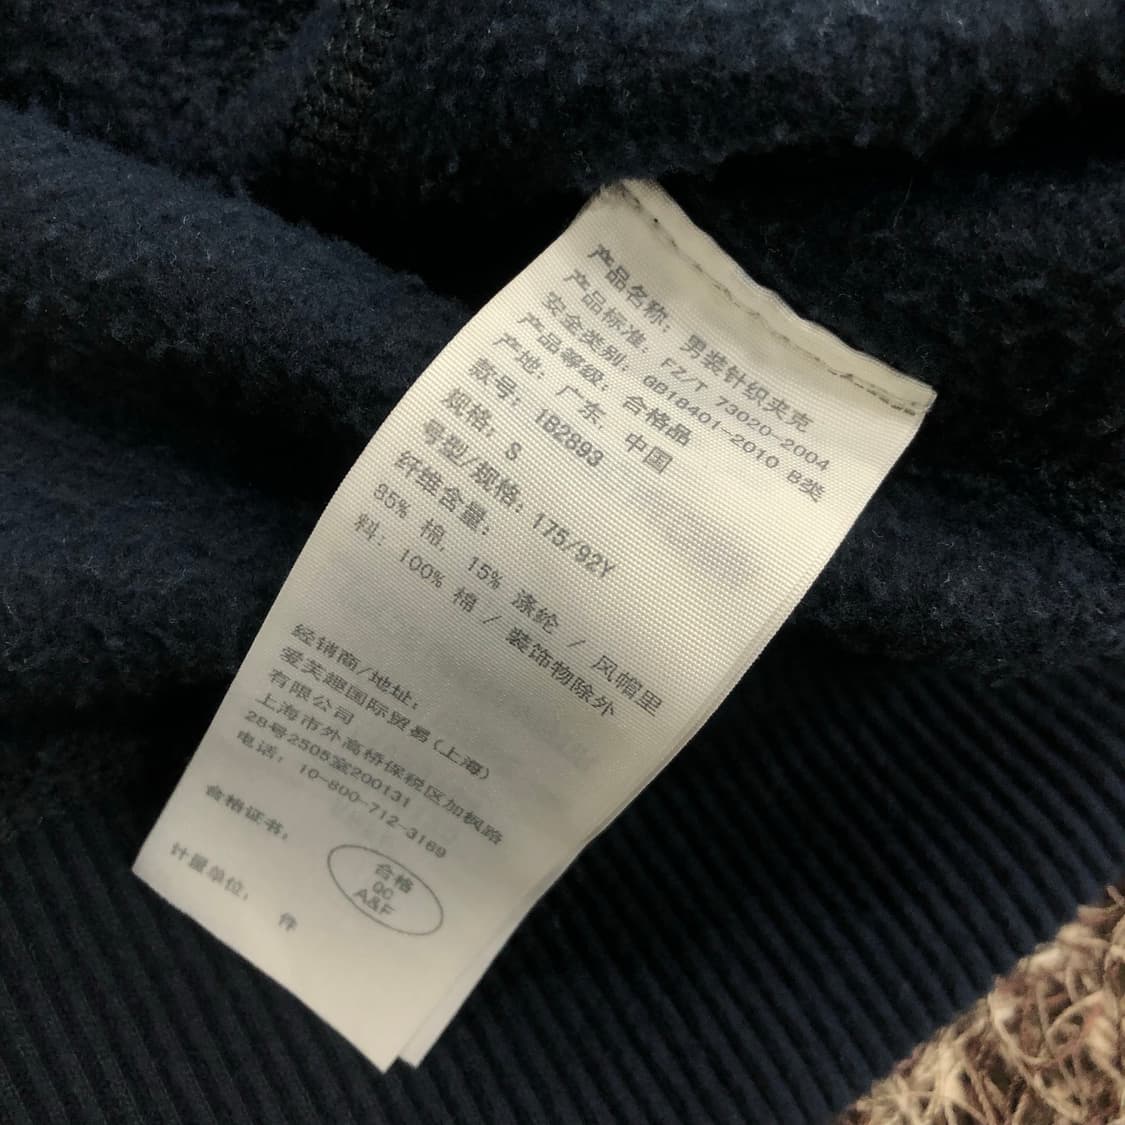 产品名称: 男装针织夹克
产品标准: FZ/T 73020-2004
安全类别: GB18401-2010 B类
产品等级: 合格品
产地: 广东, 中国
款号: 1B2893
规格: S
号型/规格: 175/92Y
纤维含量:
85% 棉, 15% 涤纶 / 风帽里
料: 100% 棉 / 装饰物除外
经销商/地址:
爱芙趣国际贸易(上海)
有限公司
上海市外高桥保税区加枫路
28号2505室200131
电话: 10-800-712-3169
合格证书:
合格
QC
A&F
计量单位: 件